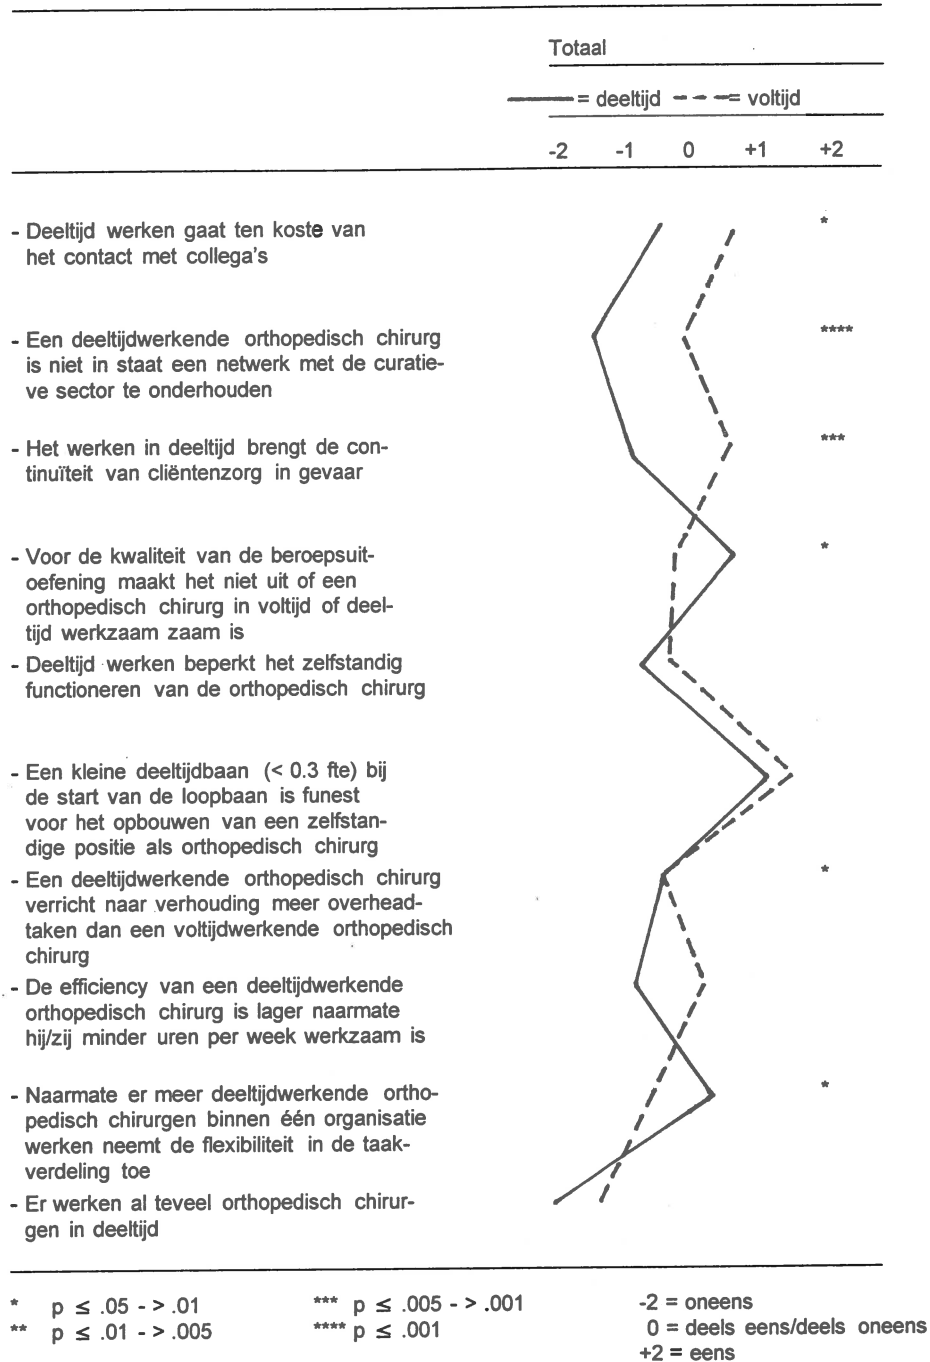 Totaal
= deeltijd = voltijd
-2 -1 0 +1 +2
- Deeltijd werken gaat ten koste van *
het contact met collega's
- Een deeltijdwerkende orthopedisch chirurg ****
is niet in staat een netwerk met de curatie-
ve sector te onderhouden
- Het werken in deeltijd brengt de con- ***
tinuïteit van cliëntenzorg in gevaar
- Voor de kwaliteit van de beroepsuit- *
oefening maakt het niet uit of een
orthopedisch chirurg in voltijd of deel-
tijd werkzaam zaam is
- Deeltijd werken beperkt het zelfstandig
functioneren van de orthopedisch chirurg
- Een kleine deeltijdbaan (< 0.3 fte) bij
de start van de loopbaan is funest
voor het opbouwen van een zelfstan-
dige positie als orthopedisch chirurg
- Een deeltijdwerkende orthopedisch chirurg *
verricht naar verhouding meer overhead-
taken dan een voltijdwerkende orthopedisch
chirurg
- De efficiency van een deeltijdwerkende
orthopedisch chirurg is lager naarmate
hij/zij minder uren per week werkzaam is
- Naarmate er meer deeltijdwerkende ortho- *
pedisch chirurgen binnen één organisatie
werken neemt de flexibiliteit in de taak-
verdeling toe
- Er werken al teveel orthopedisch chirur-
gen in deeltijd
* p ≤ .05 - > .01 *** p ≤ .005 - > .001 -2 = oneens
** p ≤ .01 - > .005 **** p ≤ .001 0 = deels eens/deels oneens
+2 = eens